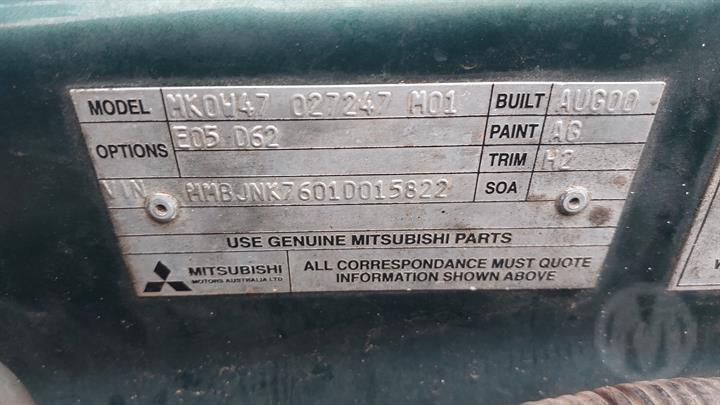 MODEL MK0W47 027247 M01 BUILT AUG00
OPTIONS E05 D62 PAINT AG
TRIM H2
VIN MMBJNK76010015822 SOA
USE GENUINE MITSUBISHI PARTS
MITSUBISHI
MOTORS AUSTRALIA LTD
ALL CORRESPONDANCE MUST QUOTE
INFORMATION SHOWN ABOVE